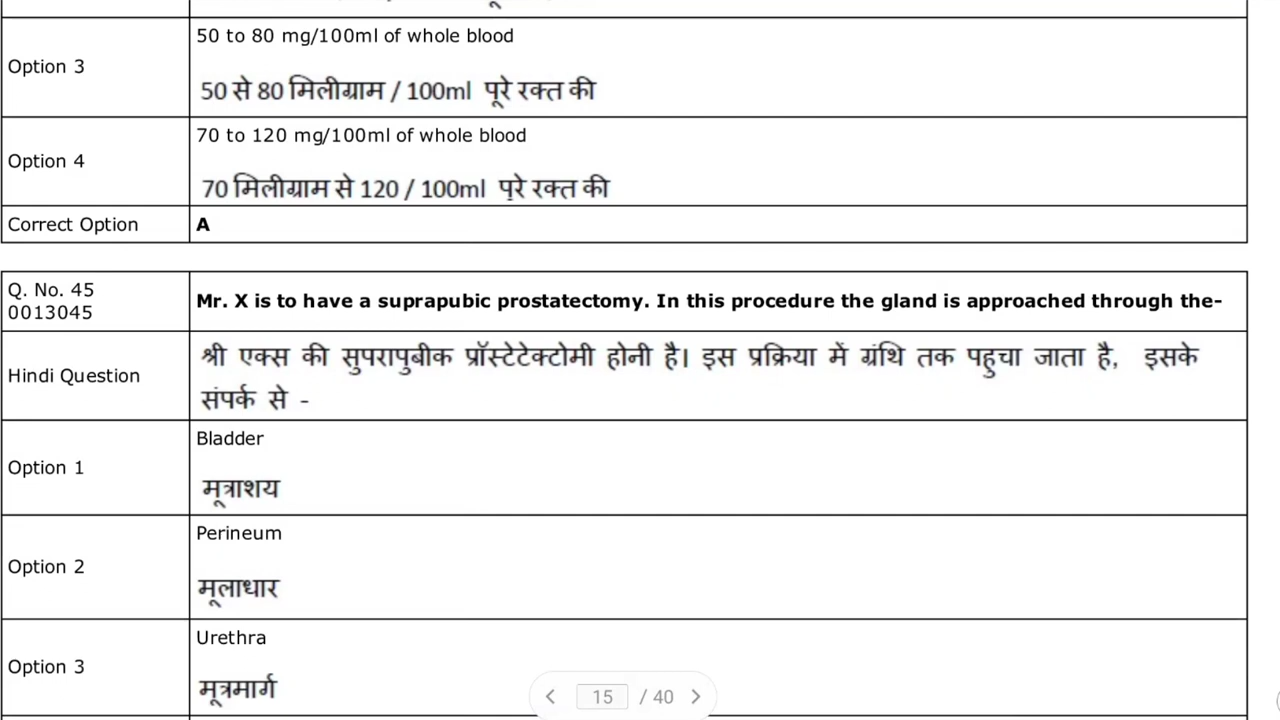 Option 3
50 to 80 mg/100ml of whole blood
50 से 80 मिलीग्राम / 100ml पूरे रक्त की
Option 4
70 to 120 mg/100ml of whole blood
70 मिलीग्राम से 120 / 100ml पूरे रक्त की
Correct Option
A
Q. No. 45
0013045
Mr. X is to have a suprapubic prostatectomy. In this procedure the gland is approached through the-
Hindi Question
श्री एक्स की सुपरापुबीक प्रॉस्टेटेक्टोमी होनी है। इस प्रक्रिया में ग्रंथि तक पहुचा जाता है, इसके
संपर्क से -
Option 1
Bladder
मूत्राशय
Option 2
Perineum
मूलाधार
Option 3
Urethra
मूत्रमार्ग
15 / 40